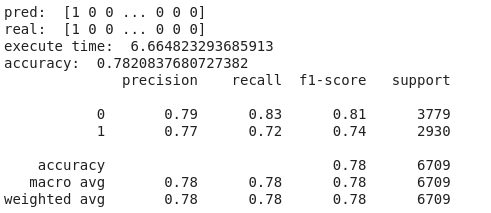 pred:  [1 0 0 ... 0 0 0]
real:  [1 0 0 ... 0 0 0]
execute time:  6.664823293685913
accuracy:  0.7820837680727382
              precision    recall  f1-score   support

           0       0.79      0.83      0.81      3779
           1       0.77      0.72      0.74      2930

    accuracy                           0.78      6709
   macro avg       0.78      0.78      0.78      6709
weighted avg       0.78      0.78      0.78      6709